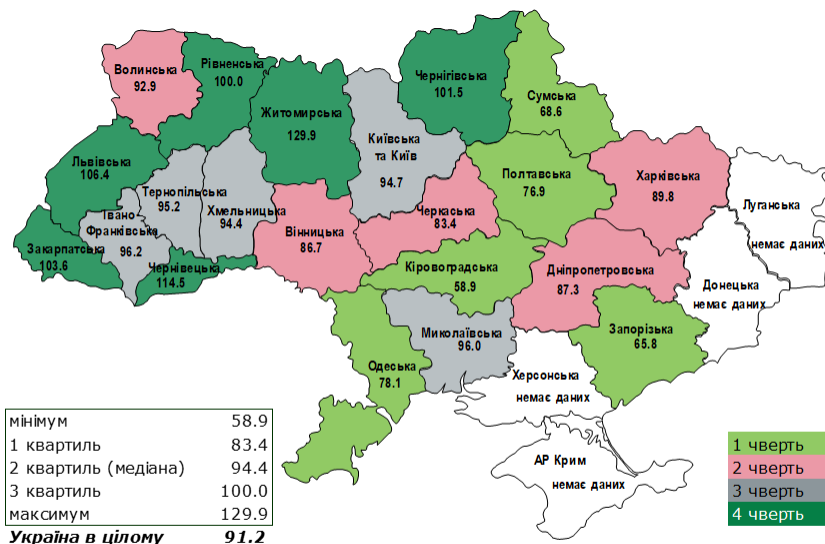 Волинська
92.9
Рівненська
100.0
Житомирська
129.9
Чернігівська
101.5
Сумська
68.6
Київська
та Київ
94.7
Львівська
106.4
Тернопільська
95.2
Хмельницька
94.4
Івано-
Франківська
96.2
Закарпатська
103.6
Чернівецька
114.5
Вінницька
86.7
Черкаська
83.4
Полтавська
76.9
Харківська
89.8
Луганська
немає даних
Донецька
немає даних
Кіровоградська
58.9
Дніпропетровська
87.3
Запорізька
65.8
Миколаївська
96.0
Одеська
78.1
Херсонська
немає даних
АР Крим
немає даних
мінімум 58.9
1 квартиль 83.4
2 квартиль (медіана) 94.4
3 квартиль 100.0
максимум 129.9
Україна в цілому 91.2
1 чверть
2 чверть
3 чверть
4 чверть